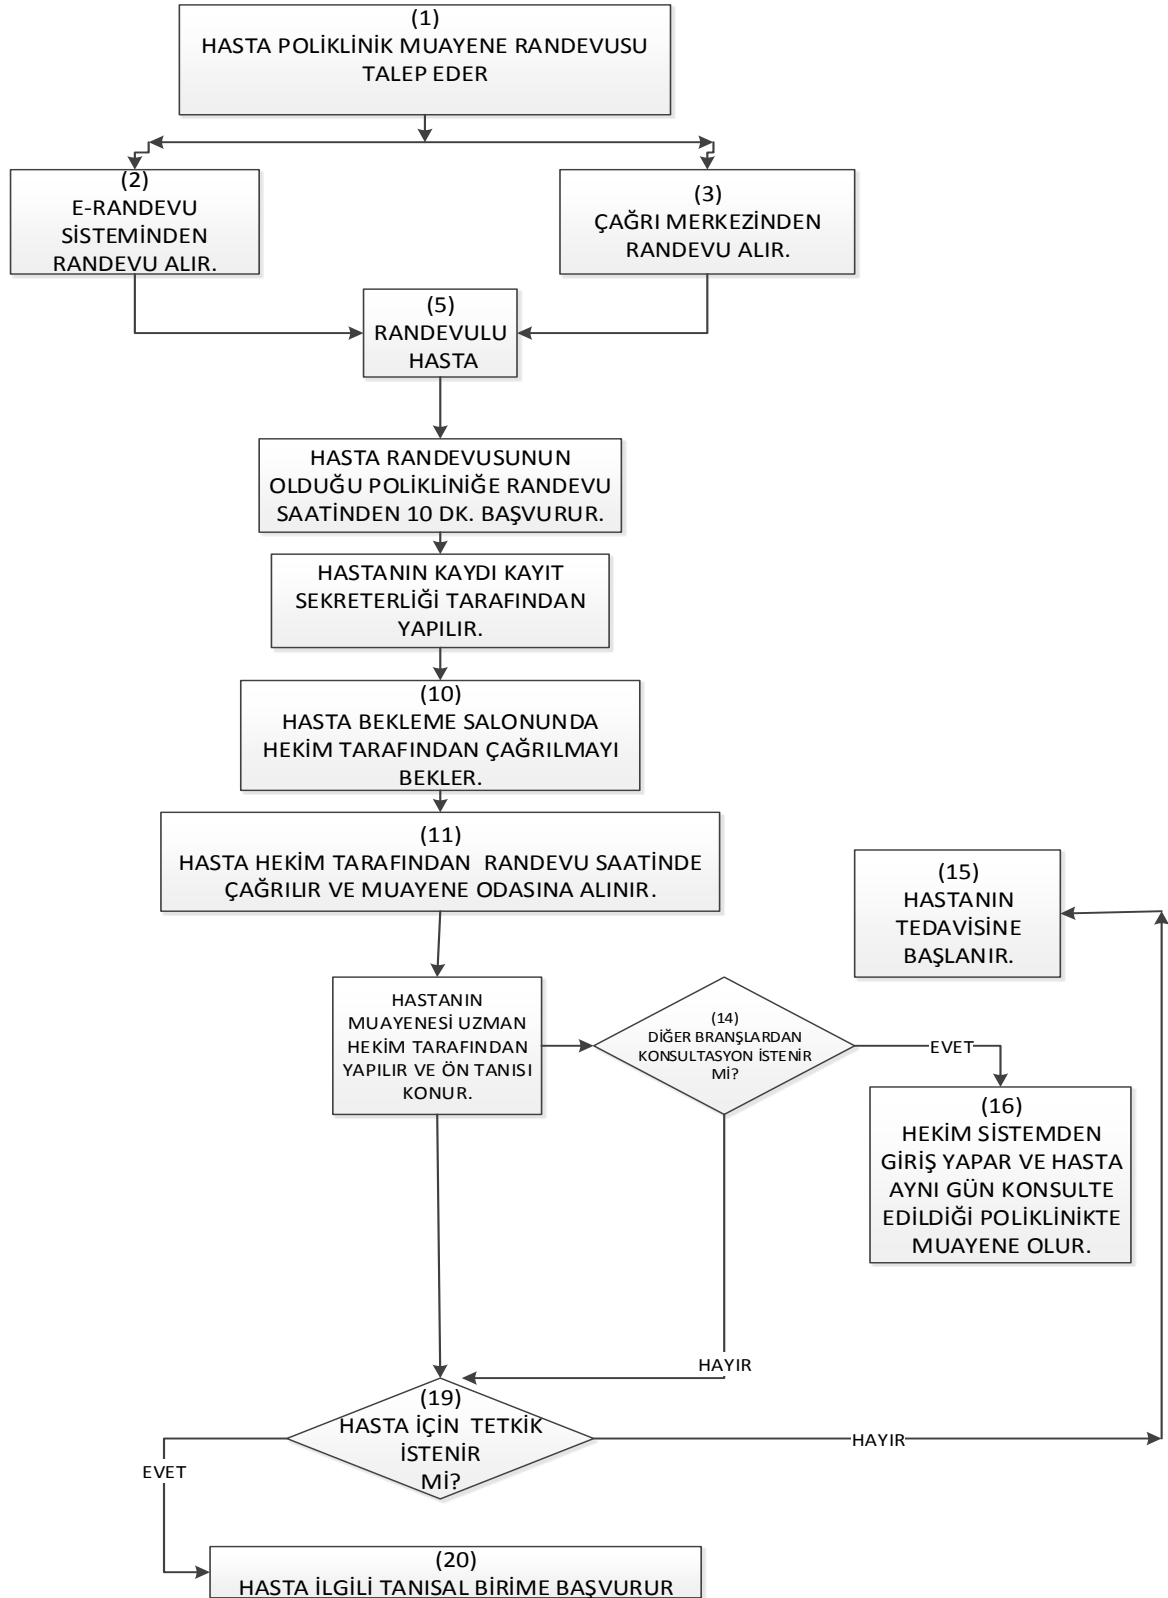 (1)
HASTA POLİKLİNİK MUAYENE RANDEVUSU
TALEP EDER
(2)
E-RANDEVU
SİSTEMİNDEN
RANDEVU ALIR.
(3)
ÇAĞRI MERKEZİNDEN
RANDEVU ALIR.
(5)
RANDEVULU
HASTA
HASTA RANDEVUSUNUN
OLDUĞU POLİKLİNİĞE RANDEVU
SAATİNDEN 10 DK. BAŞVURUR.
HASTANIN KAYDI KAYIT
SEKRETERLİĞİ TARAFINDAN
YAPILIR.
(10)
HASTA BEKLEME SALONUNDA
HEKİM TARAFINDAN ÇAĞRILMAYI
BEKLER.
(11)
HASTA HEKİM TARAFINDAN RANDEVU SAATİNDE
ÇAĞRILIR VE MUAYENE ODASINA ALINIR.
(15)
HASTANIN
TEDAVİSİNE
BAŞLANIR.
HASTANIN
MUAYENESİ UZMAN
HEKİM TARAFINDAN
YAPILIR VE ÖN TANISI
KONUR.
(14)
DİĞER BRANŞLARDAN
KONSULTASYON İSTENİR
Mİ?
EVET
(16)
HEKİM SİSTEMDEN
GİRİŞ YAPAR VE HASTA
AYNI GÜN KONSULTE
EDİLDİĞİ POLİKLİNİKTE
MUAYENE OLUR.
HAYIR
(19)
HASTA İÇİN TETKİK
İSTENİR
Mİ?
HAYIR
EVET
(20)
HASTA İLGİLİ TANISAL BİRİME BAŞVURUR